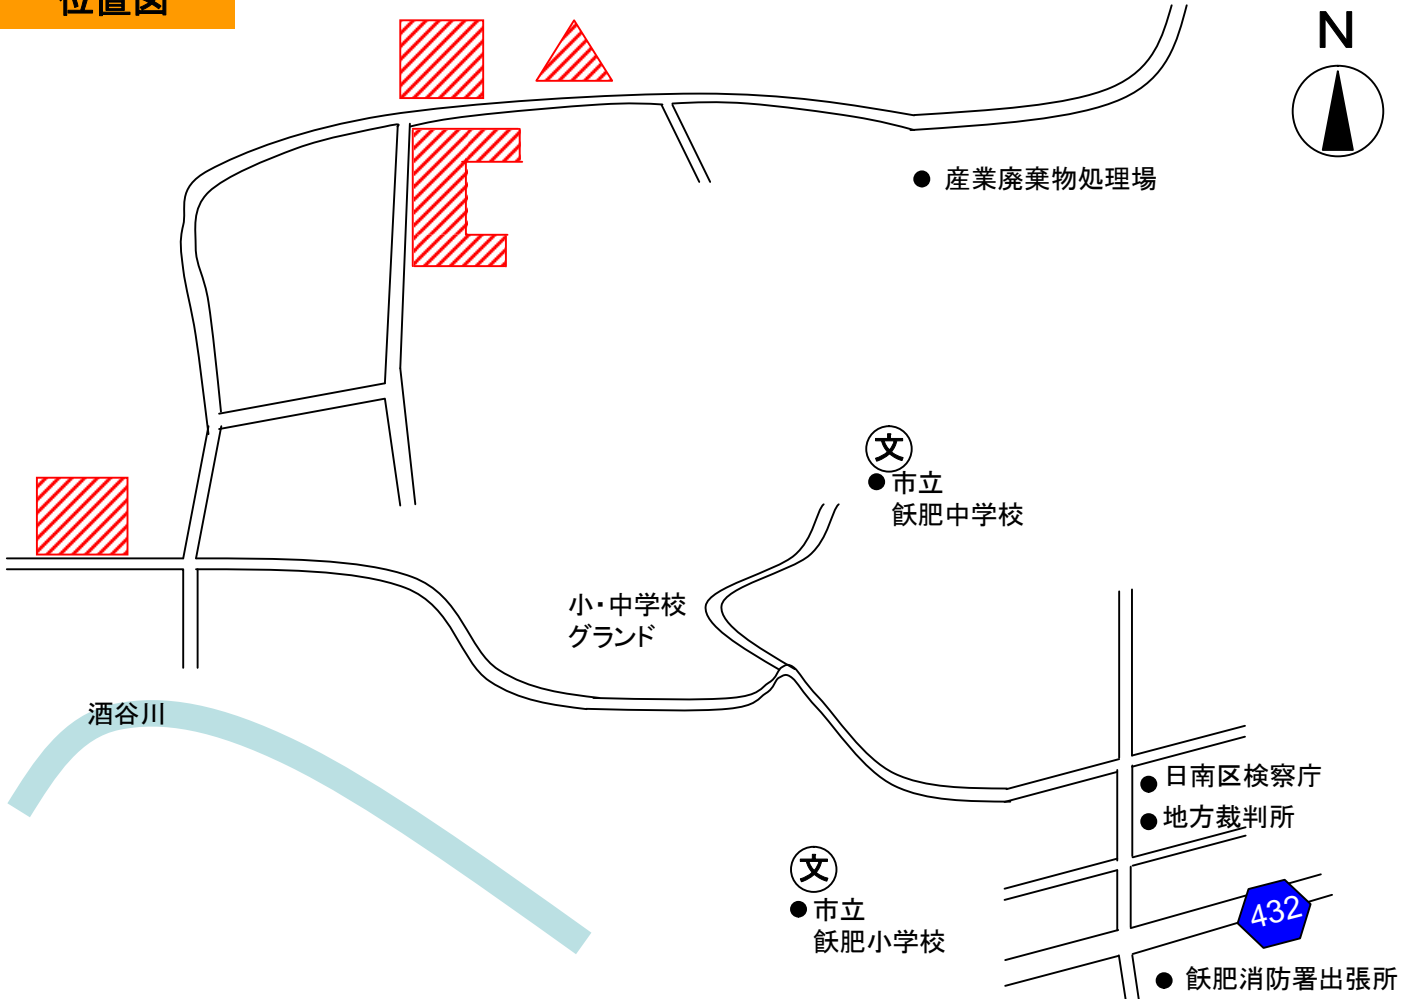 位置図
N
産業廃棄物処理場
文
市立
飫肥中学校
小・中学校
グランド
酒谷川
日南区検察庁
地方裁判所
文
市立
飫肥小学校
432
飫肥消防署出張所